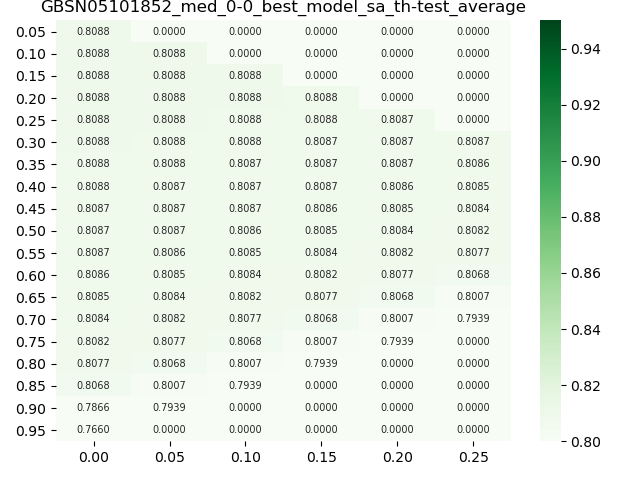 GBSN05101852_med_0-0_best_model_sa_th-test_average
0.05 0.8088 0.0000 0.0000 0.0000 0.0000 0.0000
0.10 0.8088 0.8088 0.0000 0.0000 0.0000 0.0000
0.15 0.8088 0.8088 0.8088 0.0000 0.0000 0.0000
0.20 0.8088 0.8088 0.8088 0.8088 0.0000 0.0000
0.25 0.8088 0.8088 0.8088 0.8088 0.8087 0.0000
0.30 0.8088 0.8088 0.8088 0.8087 0.8087 0.8087
0.35 0.8088 0.8088 0.8087 0.8087 0.8087 0.8086
0.40 0.8088 0.8087 0.8087 0.8087 0.8086 0.8085
0.45 0.8087 0.8087 0.8087 0.8086 0.8085 0.8084
0.50 0.8087 0.8087 0.8086 0.8085 0.8084 0.8082
0.55 0.8087 0.8086 0.8085 0.8084 0.8082 0.8077
0.60 0.8086 0.8085 0.8084 0.8082 0.8077 0.8068
0.65 0.8085 0.8084 0.8082 0.8077 0.8068 0.8007
0.70 0.8084 0.8082 0.8077 0.8068 0.8007 0.7939
0.75 0.8082 0.8077 0.8068 0.8007 0.7939 0.0000
0.80 0.8077 0.8068 0.8007 0.7939 0.0000 0.0000
0.85 0.8068 0.8007 0.7939 0.0000 0.0000 0.0000
0.90 0.7866 0.7939 0.0000 0.0000 0.0000 0.0000
0.95 0.7660 0.0000 0.0000 0.0000 0.0000 0.0000
0.00 0.05 0.10 0.15 0.20 0.25
0.94
0.92
0.90
0.88
0.86
0.84
0.82
0.80